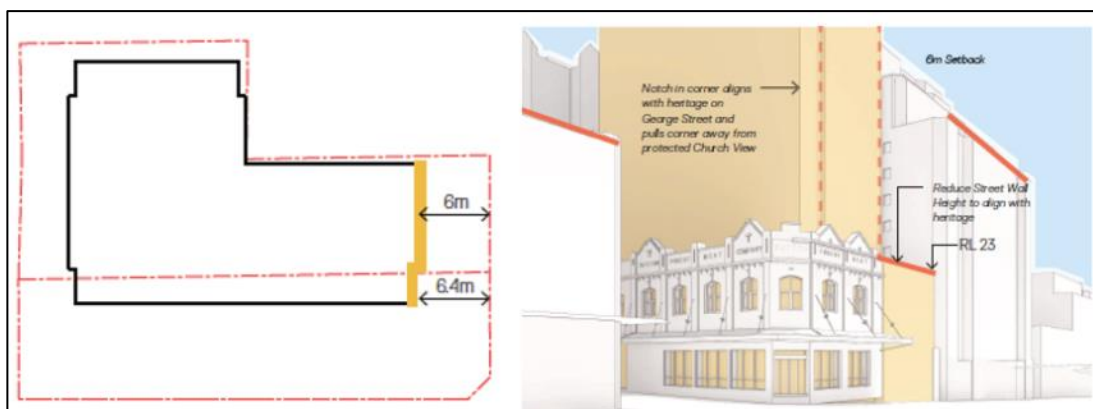 6m
6.4m
6m Setback
Notch in corner aligns
with heritage on
George Street and
pulls corner away from
protected Church View
Reduce Street Wall
Height to align with
heritage
RL 23